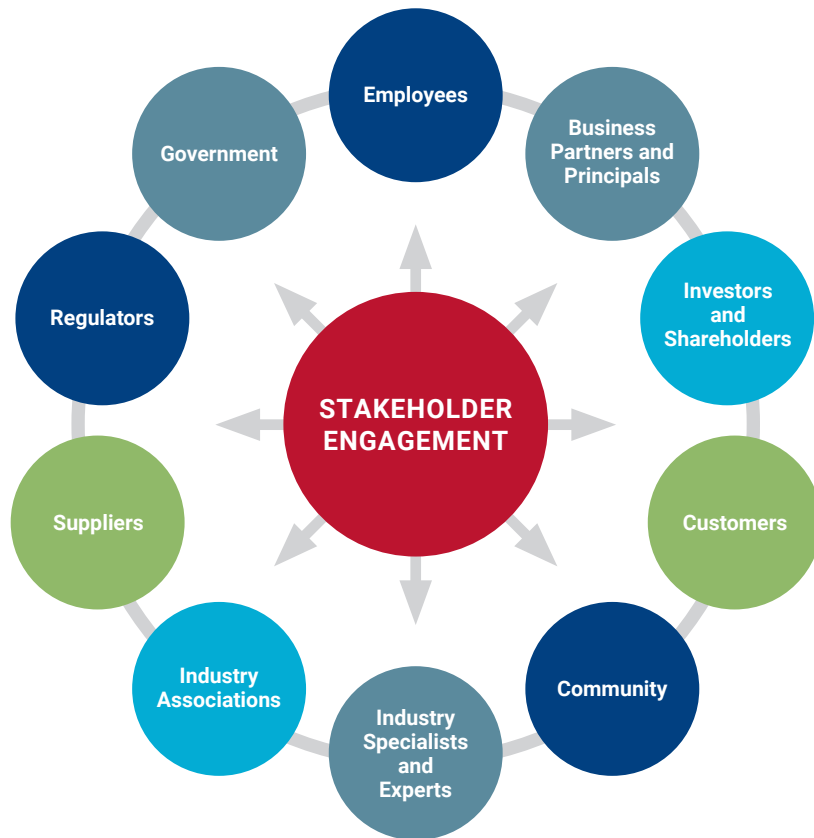 Employees
Business
Partners and
Principals
Investors
and
Shareholders
Customers
Community
Industry
Specialists
and
Experts
Industry
Associations
Suppliers
Regulators
Government
STAKEHOLDER
ENGAGEMENT